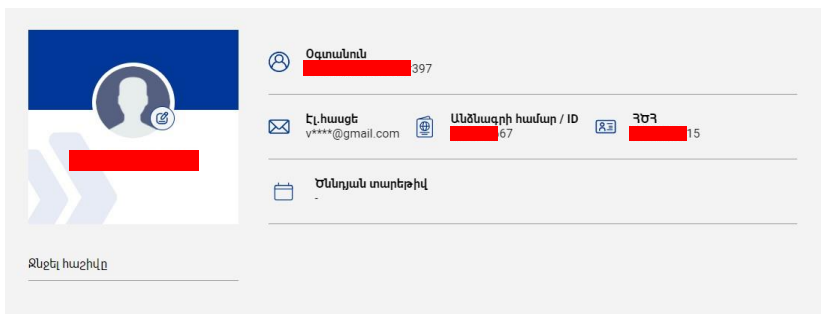 Օգտանուն
397
Էլ.հասցե
v****@gmail.com
Անձնագրի համար / ID
67
ՀԾՀ
15
Ծննդյան տարեթիվ
-
Ջնջել հաշիվը